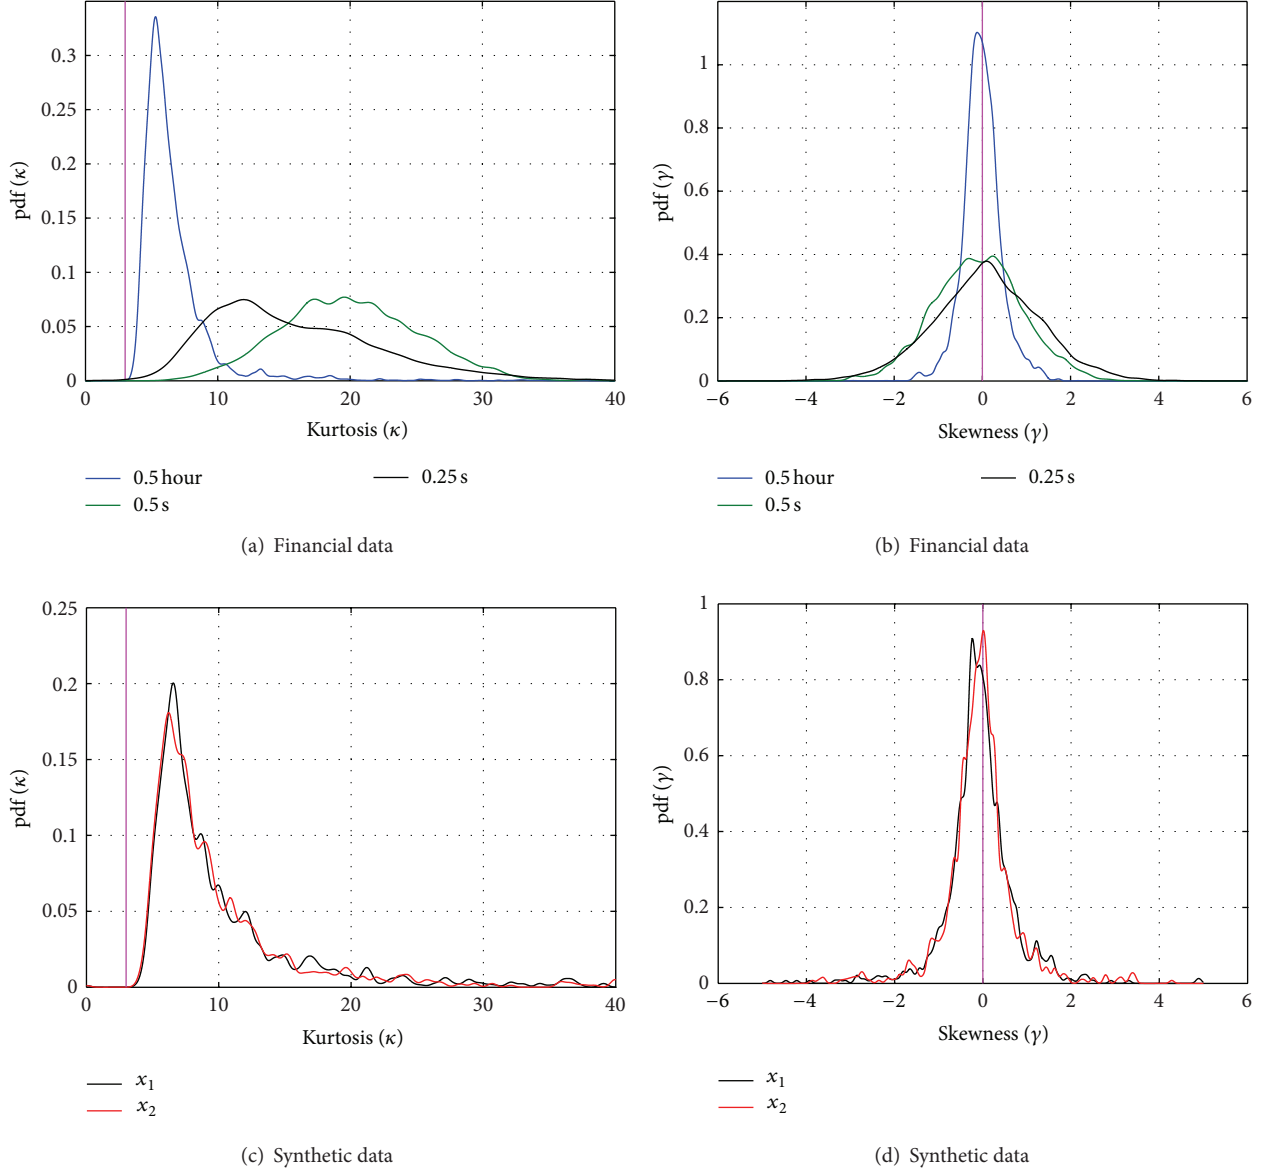 0.3
0.25
0.2
0.15
0.1
0.05
0
pdf (κ)
0 10 20 30 40
Kurtosis (κ)
0.5 hour
0.5 s
0.25 s
(a) Financial data
1
0.8
0.6
0.4
0.2
0
pdf (γ)
−6 −4 −2 0 2 4 6
Skewness (γ)
0.5 hour
0.5 s
0.25 s
(b) Financial data
0.25
0.2
0.15
0.1
0.05
0
pdf (κ)
0 10 20 30 40
Kurtosis (κ)
x1
x2
(c) Synthetic data
1
0.8
0.6
0.4
0.2
0
pdf (γ)
−6 −4 −2 0 2 4 6
Skewness (γ)
x1
x2
(d) Synthetic data